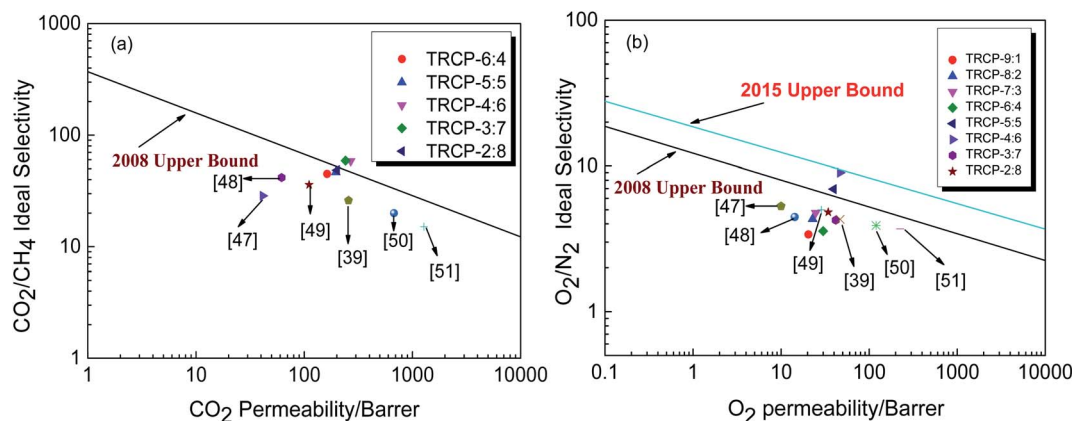 (a)
CO2/CH4 Ideal Selectivity
1000
100
10
1
1
10
100
1000
10000
CO2 Permeability/Barrer
2008 Upper Bound
TRCP-6:4
TRCP-5:5
TRCP-4:6
TRCP-3:7
TRCP-2:8
[48]
[47]
[49]
[39]
[50]
[51]
(b)
O2/N2 Ideal Selectivity
100
10
1
0.1
1
10
100
1000
10000
O2 permeability/Barrer
2015 Upper Bound
2008 Upper Bound
TRCP-9:1
TRCP-8:2
TRCP-7:3
TRCP-6:4
TRCP-5:5
TRCP-4:6
TRCP-3:7
TRCP-2:8
[47]
[48]
[49]
[39]
[50]
[51]